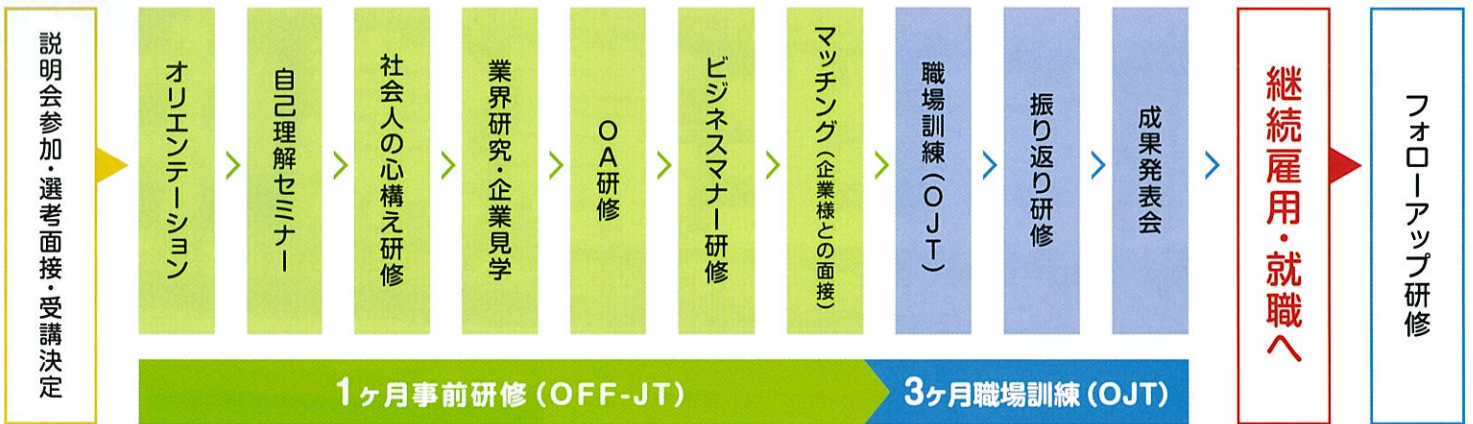 説明会参加・選考面接・受講決定
オリエンテーション
自己理解セミナー
社会人の心構え研修
業界研究・企業見学
OA研修
ビジネスマナー研修
マッチング（企業様との面接）
職場訓練（OJT）
振り返り研修
成果発表会
継続雇用・就職へ
フォローアップ研修
1ヶ月事前研修（OFF-JT）
3ヶ月職場訓練（OJT）